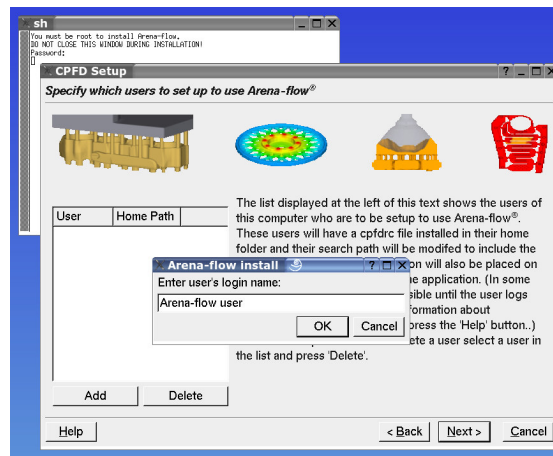 sh
You must be root to install Arena-flow.
DO NOT CLOSE THIS WINDOW DURING INSTALLATION!
Password:
CPFD Setup
Specify which users to set up to use Arena-flow®
User Home Path
The list displayed at the left of this text shows the users of
this computer who are to be setup to use Arena-flow®.
These users will have a cpfdrc file installed in their home
folder and their search path will be modifed to include the
on will also be placed on
e application. (In some
sible until the user logs
formation about
press the 'Help' button..)
ete a user select a user in
the list and press 'Delete'.
Arena-flow install
Enter user's login name:
Arena-flow user
OK Cancel
Add Delete
Help < Back Next > Cancel